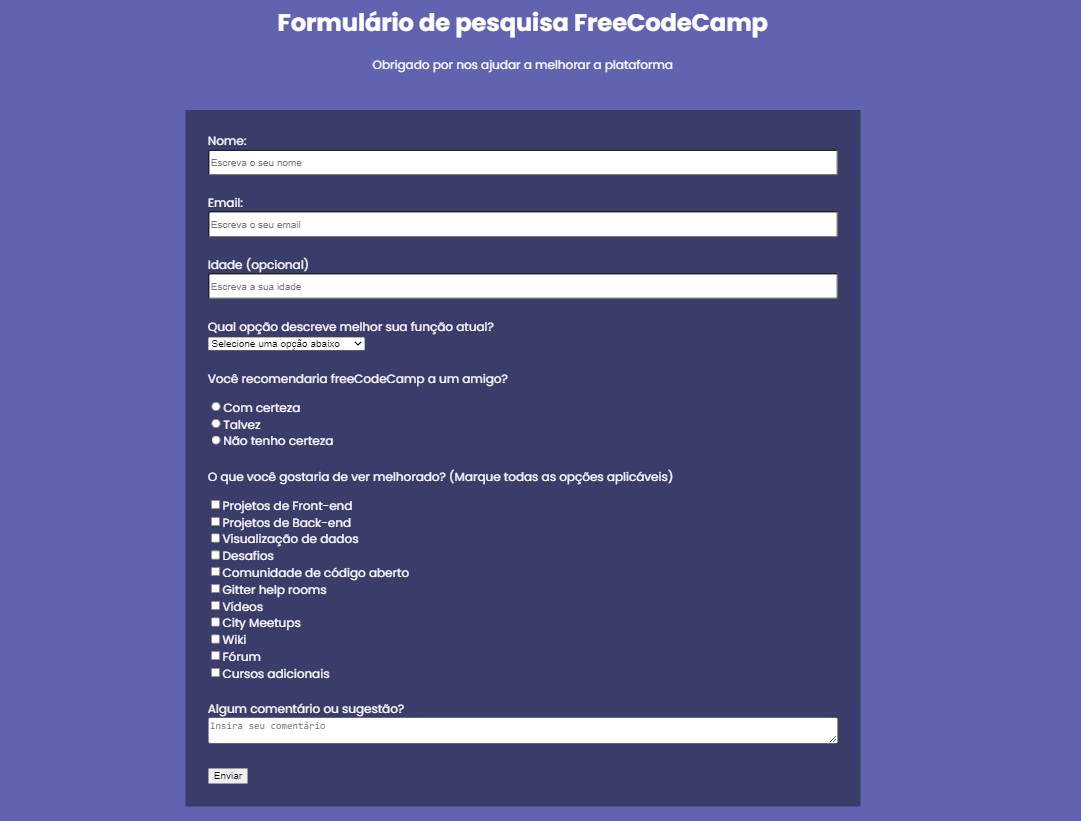 Formulário de pesquisa FreeCodeCamp
Obrigado por nos ajudar a melhorar a plataforma
Nome:
Escreva o seu nome
Email:
Escreva o seu email
Idade (opcional)
Escreva a sua idade
Qual opção descreve melhor sua função atual?
Selecione uma opção abaixo
Você recomendaria freeCodeCamp a um amigo?
Com certeza
Talvez
Não tenho certeza
O que você gostaria de ver melhorado? (Marque todas as opções aplicáveis)
Projetos de Front-end
Projetos de Back-end
Visualização de dados
Desafios
Comunidade de código aberto
Gitter help rooms
Vídeos
City Meetups
Wiki
Fórum
Cursos adicionais
Algum comentário ou sugestão?
Insira seu comentário
Enviar